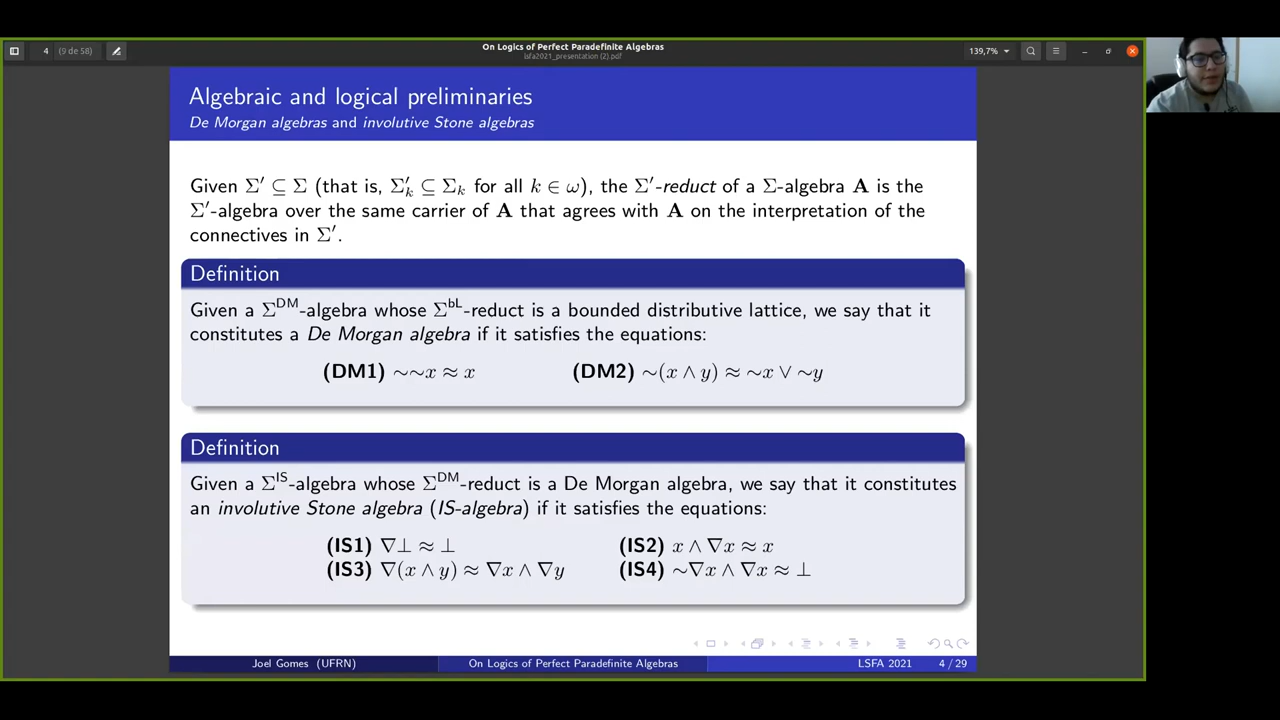 On Logics of Perfect Paradefinite Algebras
lsfa2021_presentation (2).pdf
4 (9 de 58)
139,7%
Algebraic and logical preliminaries
De Morgan algebras and involutive Stone algebras
Given Σ′ ⊆ Σ (that is, Σ′ₖ ⊆ Σₖ for all k ∈ ω), the Σ′-reduct of a Σ-algebra A is the
Σ′-algebra over the same carrier of A that agrees with A on the interpretation of the
connectives in Σ′.
Definition
Given a Σ^DM-algebra whose Σ^bL-reduct is a bounded distributive lattice, we say that it
constitutes a De Morgan algebra if it satisfies the equations:
(DM1) ∼∼x ≈ x (DM2) ∼(x ∧ y) ≈ ∼x ∨ ∼y
Definition
Given a Σ^IS-algebra whose Σ^DM-reduct is a De Morgan algebra, we say that it constitutes
an involutive Stone algebra (IS-algebra) if it satisfies the equations:
(IS1) ∇⊥ ≈ ⊥ (IS2) x ∧ ∇x ≈ x
(IS3) ∇(x ∧ y) ≈ ∇x ∧ ∇y (IS4) ∼∇x ∧ ∇x ≈ ⊥
Joel Gomes (UFRN) On Logics of Perfect Paradefinite Algebras LSFA 2021 4 / 29